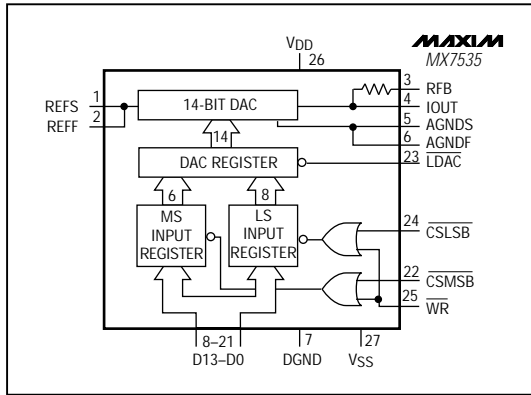 MAXIM
MX7535
VDD
26
REFS 1
REFF 2
14-BIT DAC
3 RFB
4 IOUT
5 AGNDS
6 AGNDF
14
DAC REGISTER
23 LDAC
6
8
MS
INPUT
REGISTER
LS
INPUT
REGISTER
24 CSLSB
22 CSMSB
25 WR
8–21
D13–D0
7
DGND
27
VSS